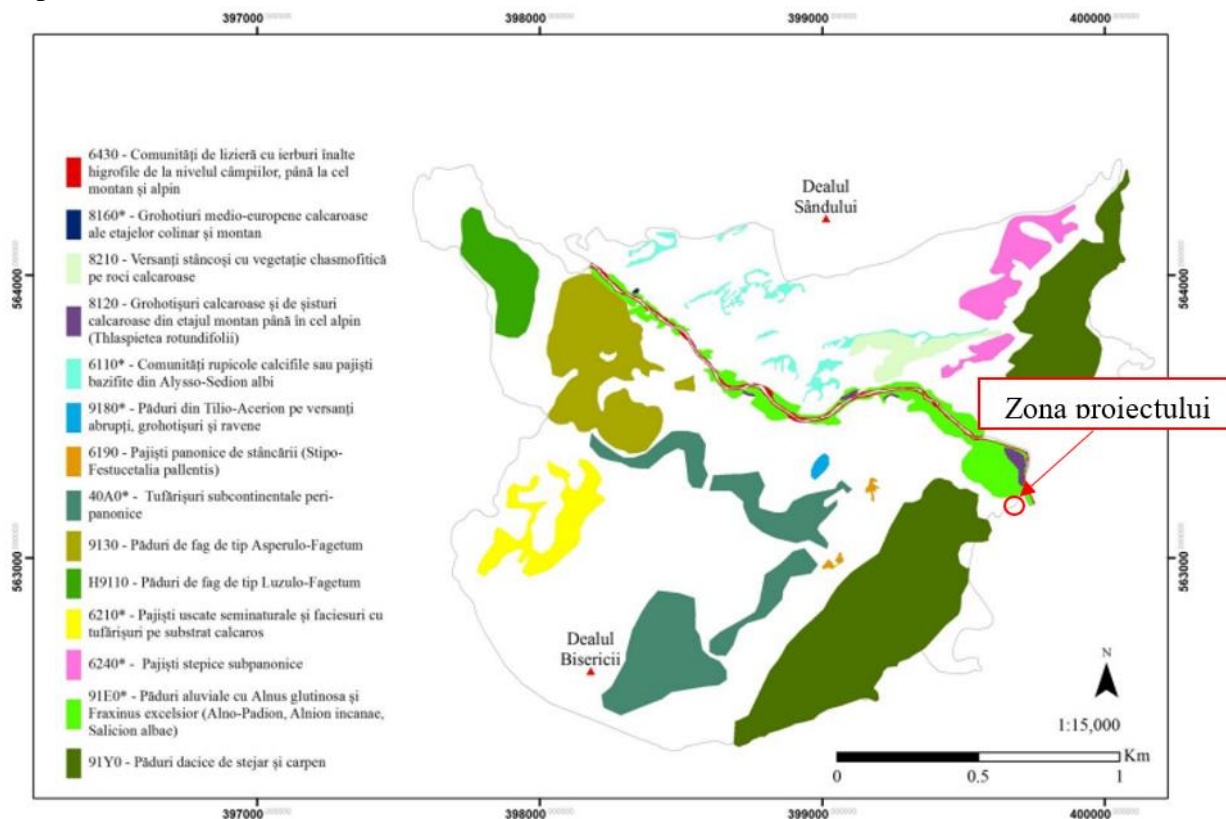 397000
398000
399000
400000
564000
563000
564000
563000
6430 - Comunități de lizieră cu ierburi înalte
higrofile de la nivelul câmpiilor, până la cel
montan și alpin
8160* - Grohotiuri medio-europene calcaroase
ale etajelor colinar și montan
8210 - Versanți stâncoși cu vegetație chasmofitică
pe roci calcaroase
8120 - Grohotișuri calcaroase și de șisturi
calcaroase din etajul montan până în cel alpin
(Thlaspietea rotundifolii)
6110* - Comunități rupicole calcifile sau pajiști
bazifite din Alysso-Sedion albi
9180* - Păduri din Tilio-Acerion pe versanți
abrupți, grohotișuri și ravene
6190 - Pajiști panonice de stâncării (Stipo-
Festucetalia pallentis)
40A0* - Tufărișuri subcontinentale peri-
panonice
9130 - Păduri de fag de tip Asperulo-Fagetum
H9110 - Păduri de fag de tip Luzulo-Fagetum
6210* - Pajiști uscate seminaturale și faciesuri cu
tufărișuri pe substrat calcaros
6240* - Pajiști stepice subpanonice
91E0* - Păduri aluviale cu Alnus glutinosa și
Fraxinus excelsior (Alno-Padion, Alnion incanae,
Salicion albae)
91Y0 - Păduri dacice de stejar și carpen
Dealul
Sândului
Zona proiectului
Dealul
Bisericii
N
1:15,000
Km
0
0.5
1
397000
398000
399000
400000